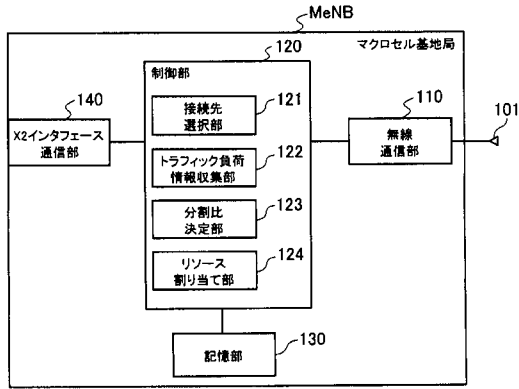 MeNB
マクロセル基地局
120
制御部
140
X2インタフェース
通信部
接続先
選択部
121
トラフィック負荷
情報収集部
122
分割比
決定部
123
リソース
割り当て部
124
110
無線
通信部
101
130
記憶部